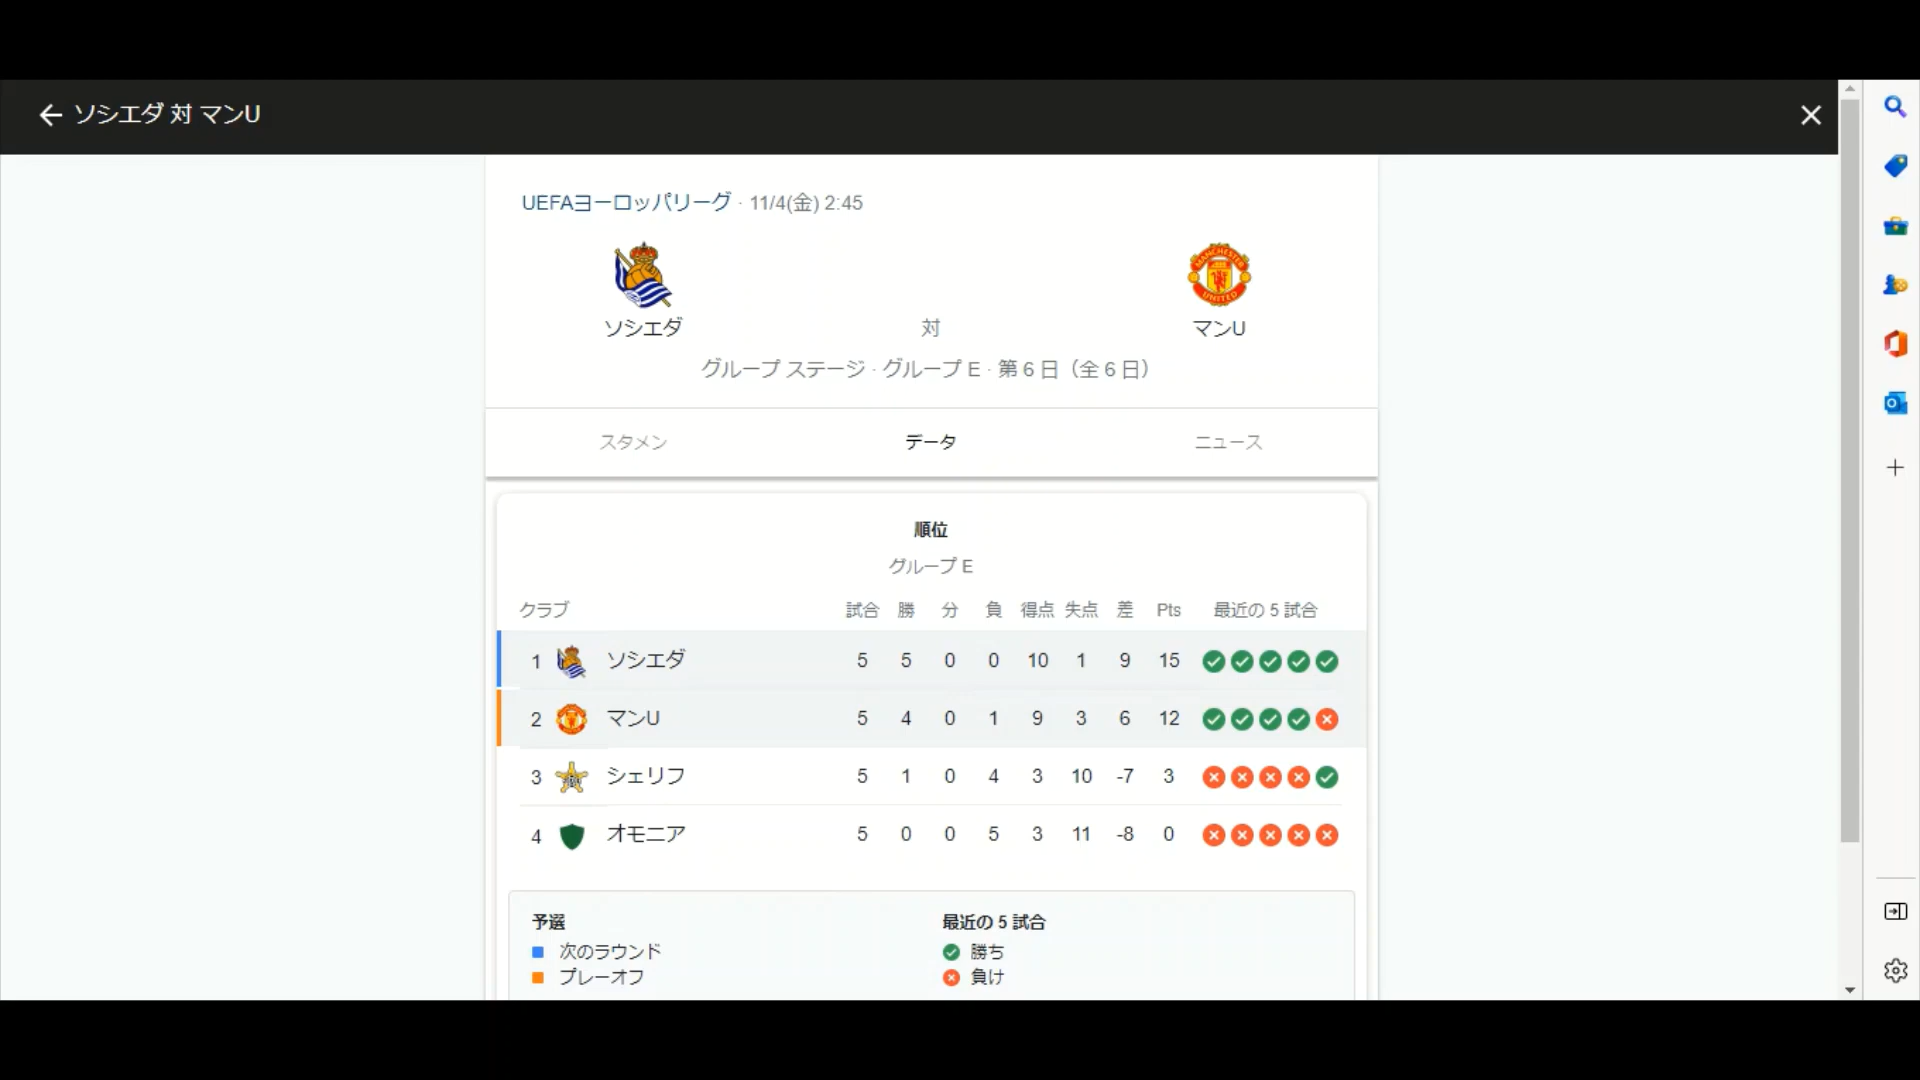 ソシエダ 対 マンU
UEFAヨーロッパリーグ · 11/4(金) 2:45
MANCHESTER
UNITED
ソシエダ 対 マンU
グループ ステージ · グループ E · 第 6 日（全 6 日）
スタメン データ ニュース
順位
グループ E
クラブ 試合 勝 分 負 得点 失点 差 Pts 最近の 5 試合
1 ソシエダ 5 5 0 0 10 1 9 15
2 マンU 5 4 0 1 9 3 6 12
3 シェリフ 5 1 0 4 3 10 -7 3
4 オモニア 5 0 0 5 3 11 -8 0
予選 最近の 5 試合
次のラウンド 勝ち
プレーオフ 負け